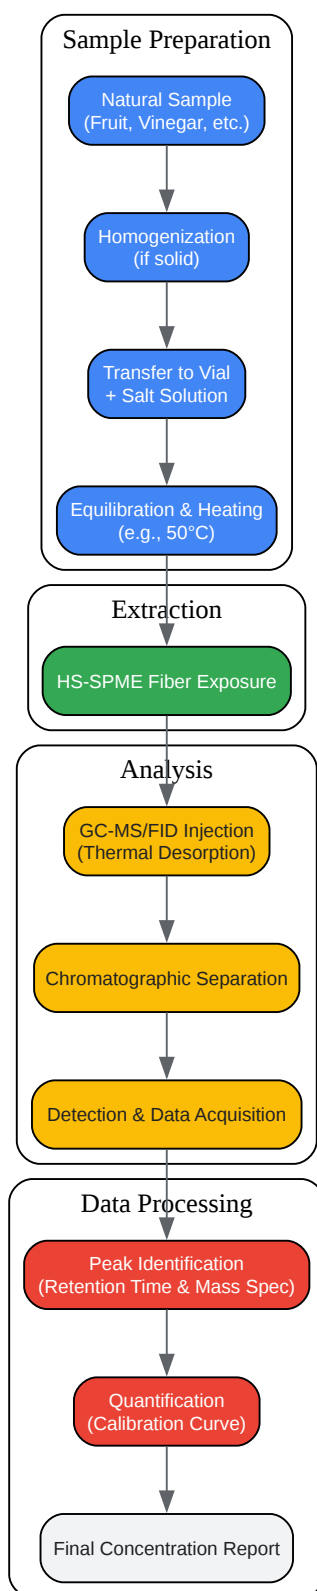 Sample Preparation
Natural Sample
(Fruit, Vinegar, etc.)
Homogenization
(if solid)
Transfer to Vial
+ Salt Solution
Equilibration & Heating
(e.g., 50°C)
Extraction
HS-SPME Fiber Exposure
Analysis
GC-MS/FID Injection
(Thermal Desorption)
Chromatographic Separation
Detection & Data Acquisition
Data Processing
Peak Identification
(Retention Time & Mass Spec)
Quantification
(Calibration Curve)
Final Concentration Report